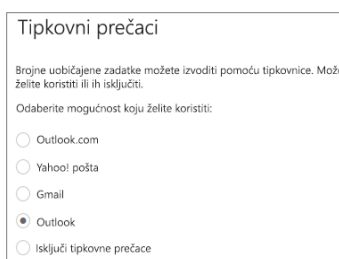 Tipkovni prečaci
Brojne uobičajene zadatke možete izvoditi pomoću tipkovnice.
želite koristiti ili ih isključiti.
Odaberite mogućnost koju želite koristiti:
Outlook.com
Yahoo! pošta
Gmail
Outlook
Isključi tipkovne prečace